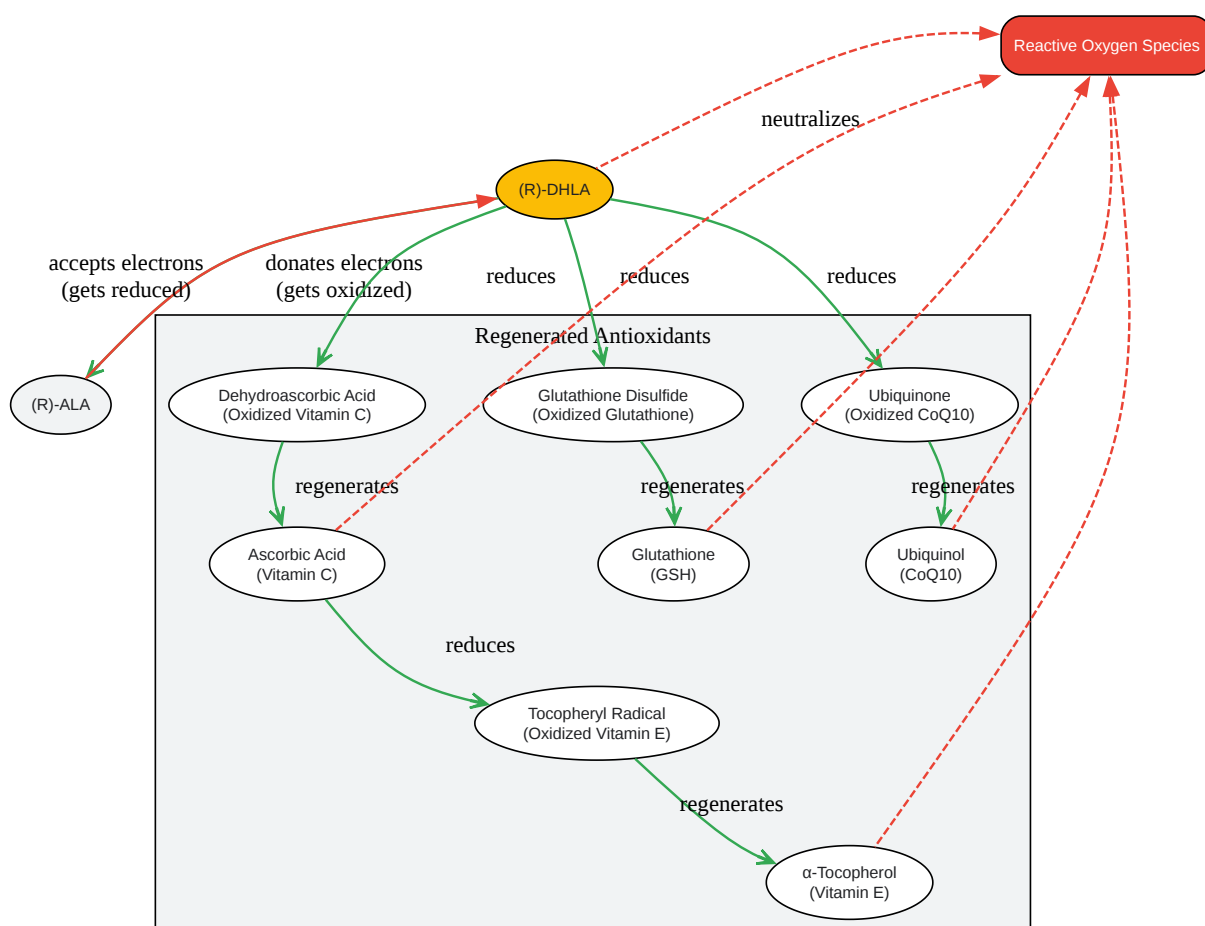 Reactive Oxygen Species
neutralizes
(R)-DHLA
accepts electrons
(gets reduced)
donates electrons
(gets oxidized)
reduces
reduces
reduces
Regenerated Antioxidants
(R)-ALA
Dehydroascorbic Acid
(Oxidized Vitamin C)
Glutathione Disulfide
(Oxidized Glutathione)
Ubiquinone
(Oxidized CoQ10)
regenerates
regenerates
regenerates
Ascorbic Acid
(Vitamin C)
Glutathione
(GSH)
Ubiquinol
(CoQ10)
reduces
Tocopheryl Radical
(Oxidized Vitamin E)
regenerates
α-Tocopherol
(Vitamin E)